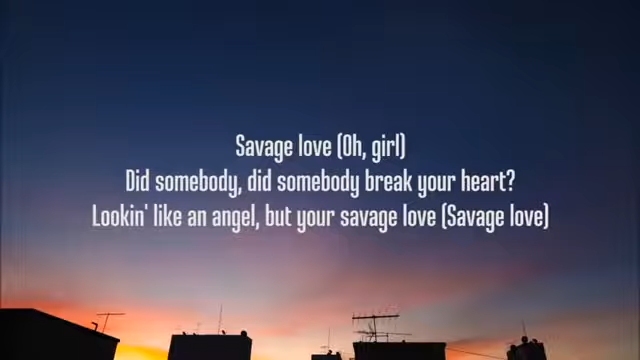 Savage love (Oh, girl)
Did somebody, did somebody break your heart?
Lookin' like an angel, but your savage love (Savage love)